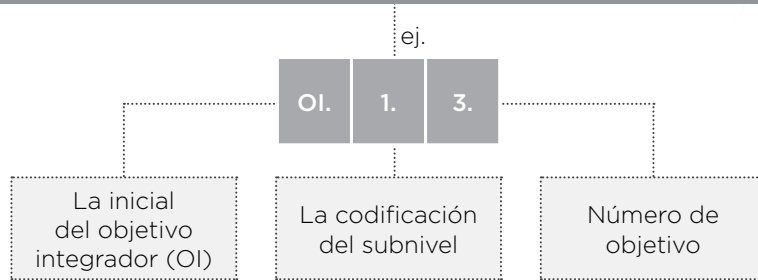 ej.
OI. 1. 3.
La inicial
del objetivo
integrador (OI)
La codificación
del subnivel
Número de
objetivo